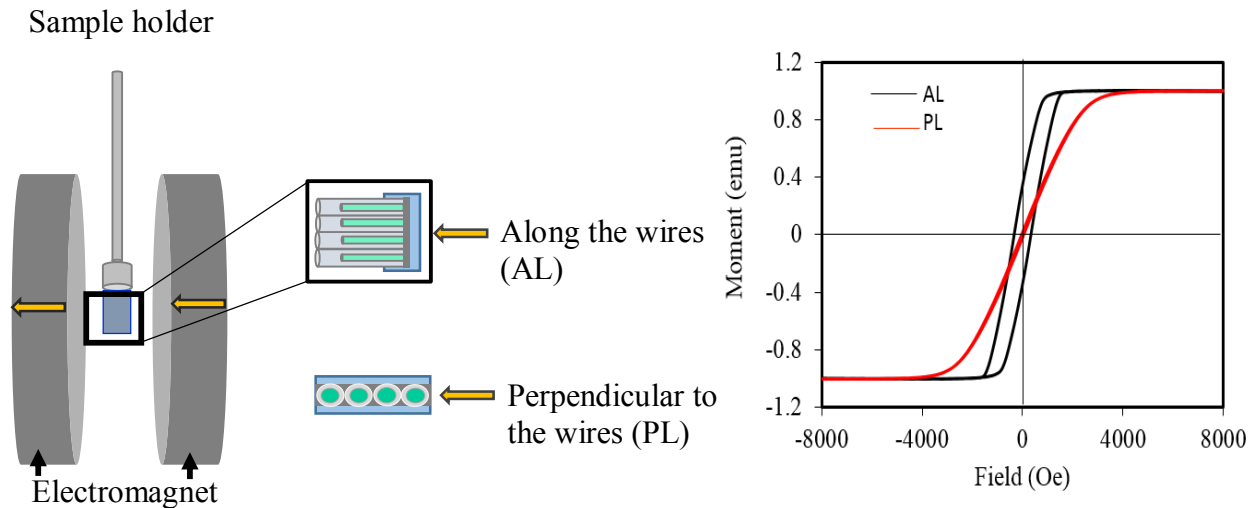 Sample holder
Along the wires
(AL)
Perpendicular to
the wires (PL)
Electromagnet
Moment (emu)
1.2
0.8
0.4
0
-0.4
-0.8
-1.2
AL
PL
-8000
-4000
0
4000
8000
Field (Oe)